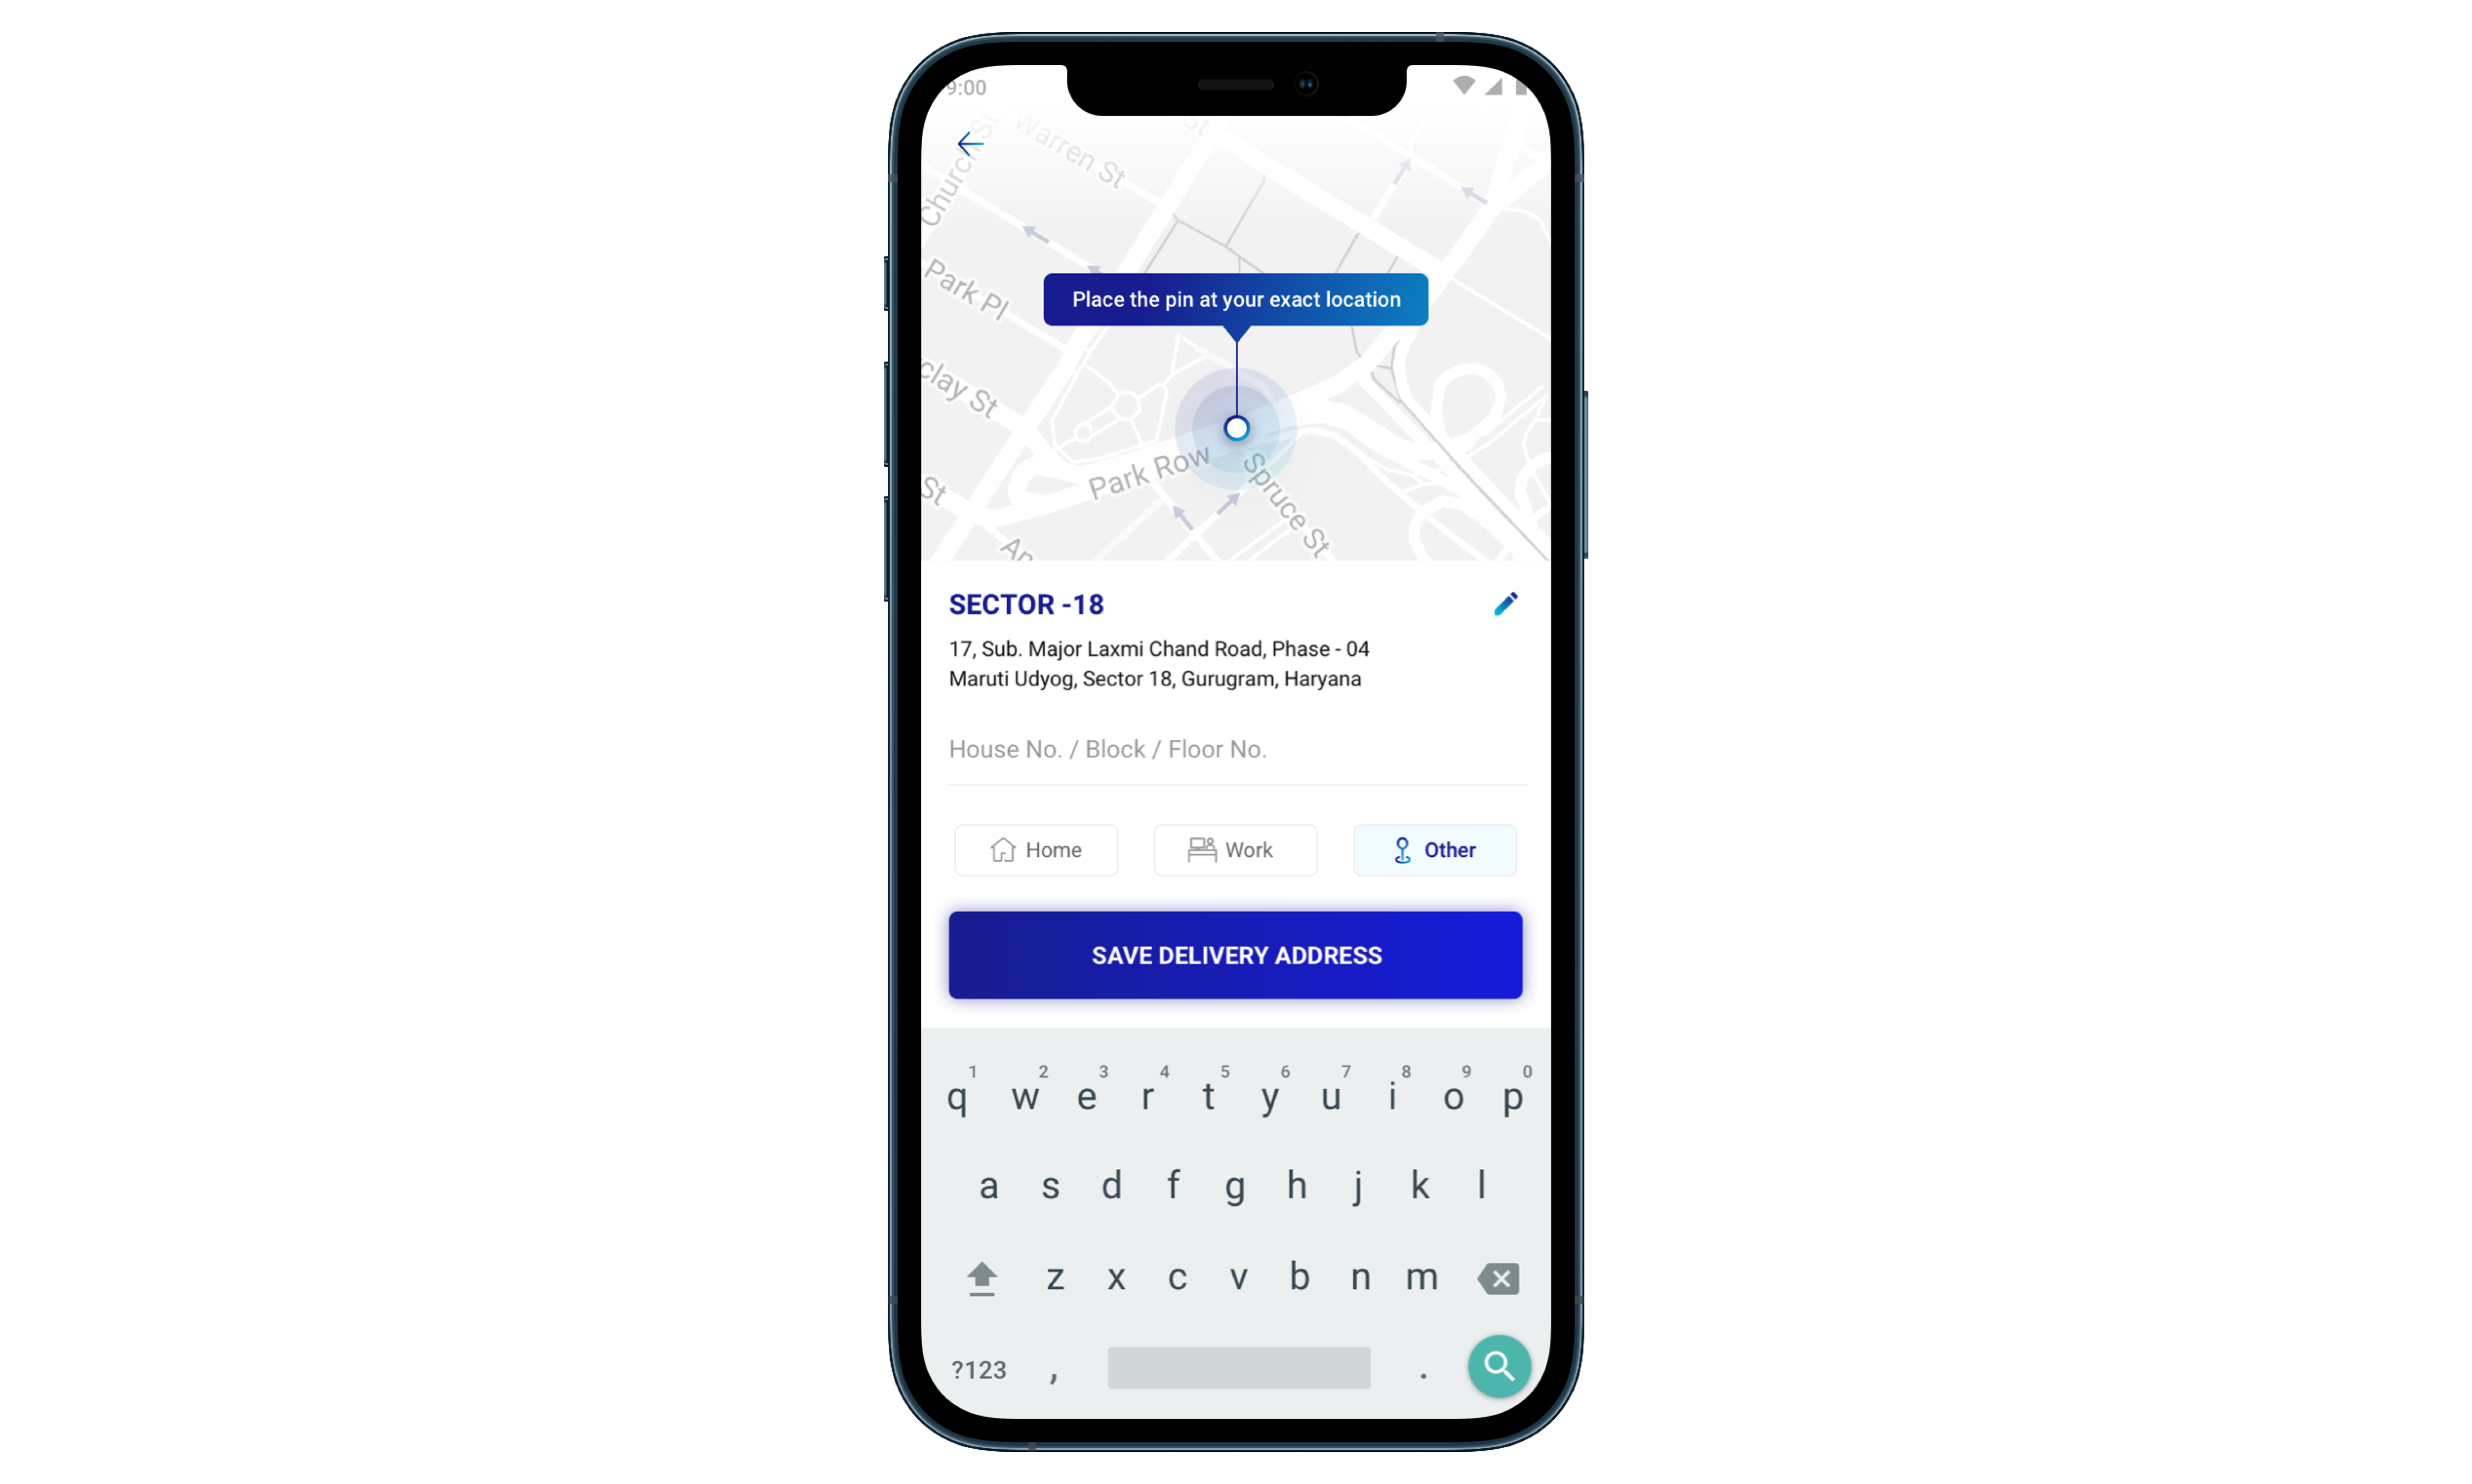 9:00
Church St
Warren St
St
Park Pl
Place the pin at your exact location
clay St
St
Park Row
Spruce St
An
SECTOR -18
17, Sub. Major Laxmi Chand Road, Phase - 04
Maruti Udyog, Sector 18, Gurugram, Haryana
House No. / Block / Floor No.
Home Work Other
SAVE DELIVERY ADDRESS
1 2 3 4 5 6 7 8 9 0
q w e r t y u i o p
a s d f g h j k l
z x c v b n m
?123 , .